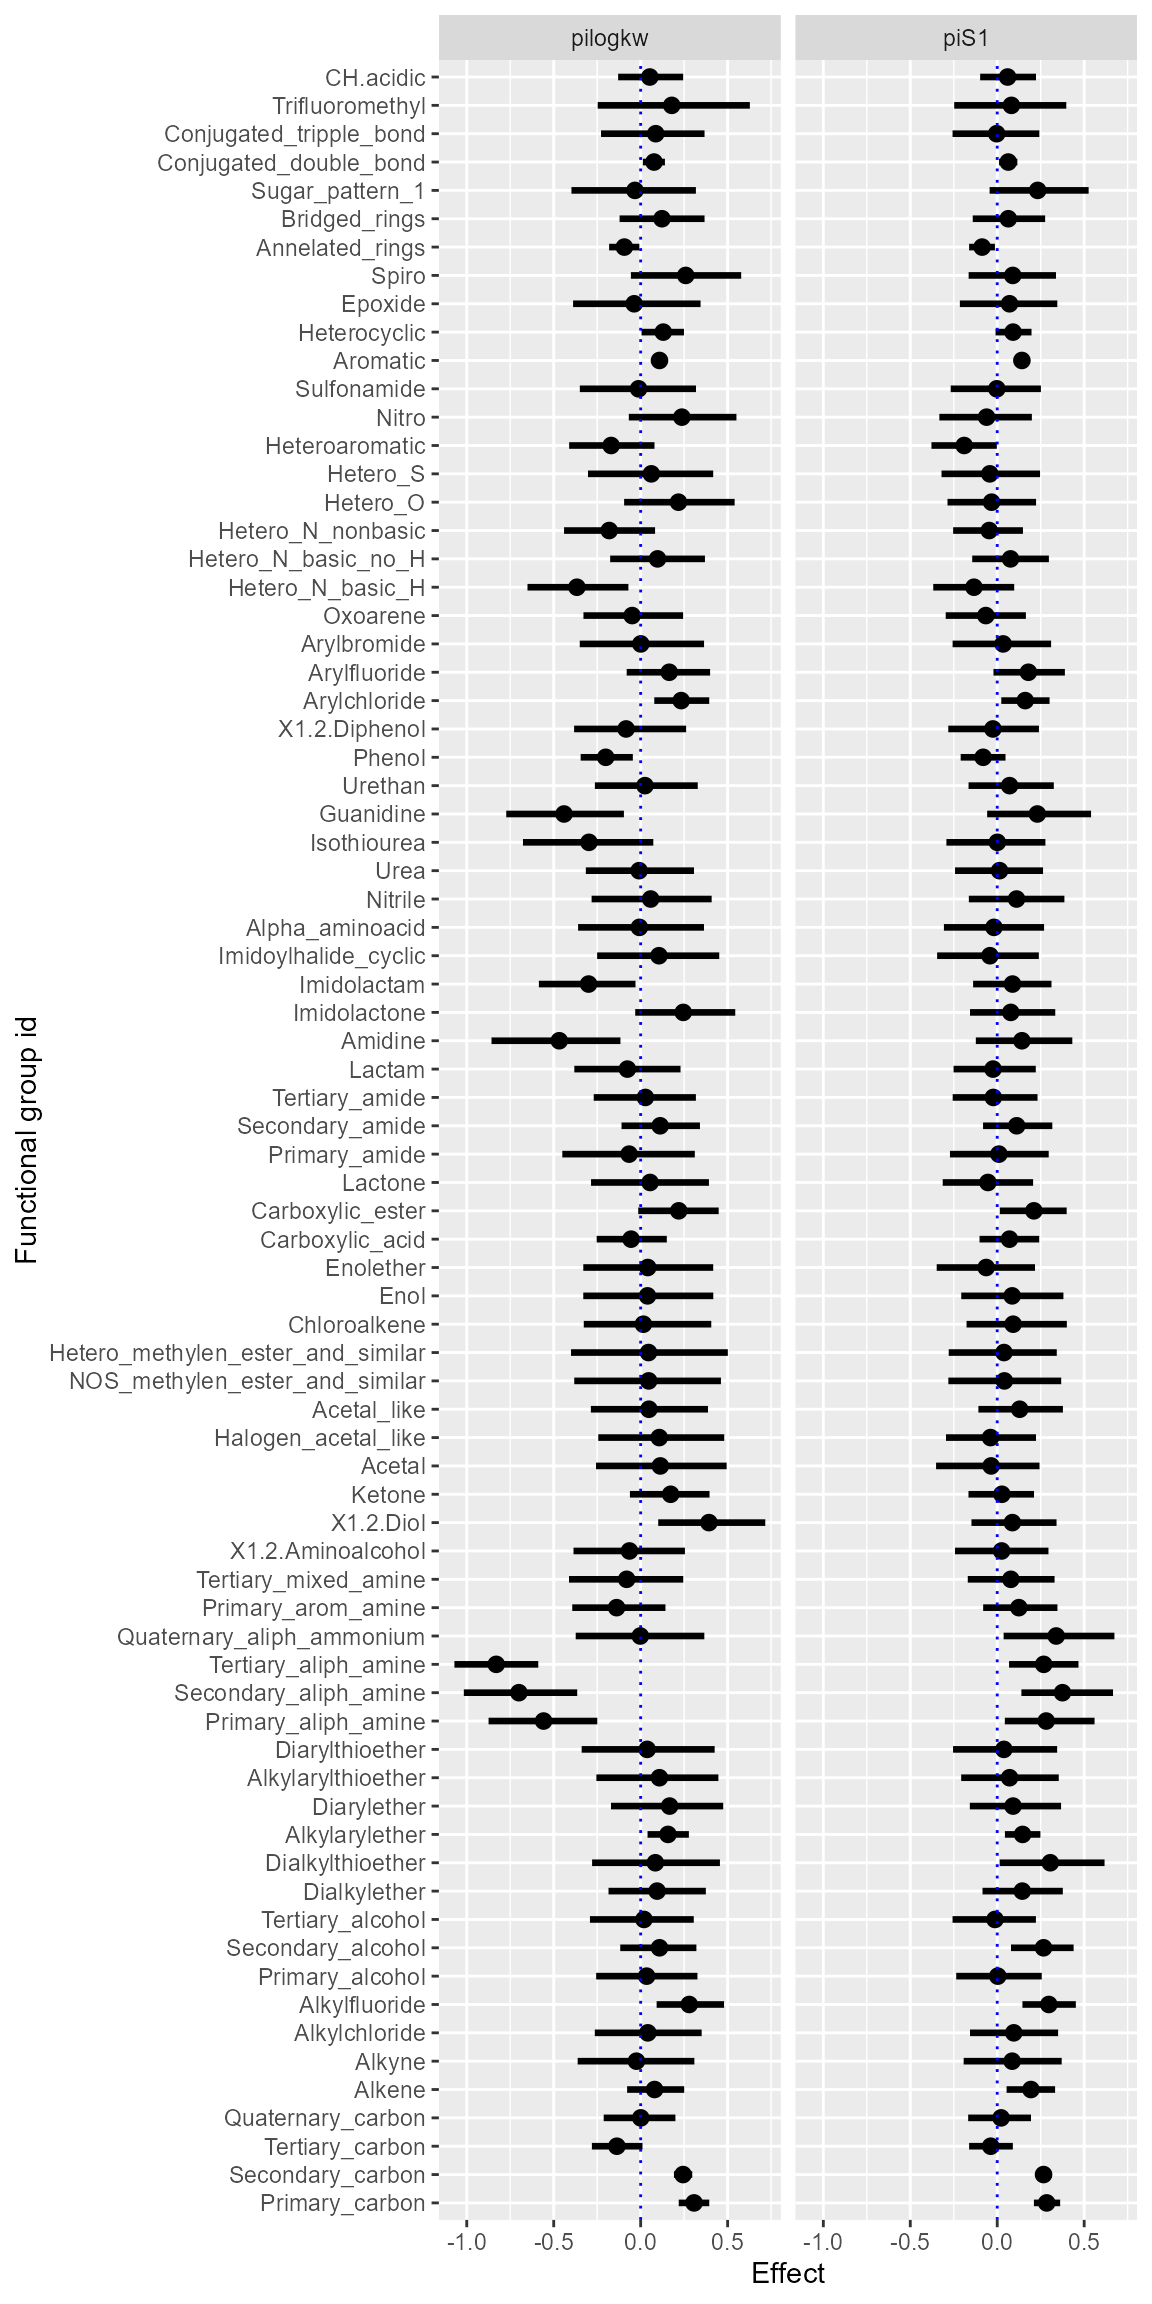 pilogkw
piS1
CH.acidic
Trifluoromethyl
Conjugated_tripple_bond
Conjugated_double_bond
Sugar_pattern_1
Bridged_rings
Annelated_rings
Spiro
Epoxide
Heterocyclic
Aromatic
Sulfonamide
Nitro
Heteroaromatic
Hetero_S
Hetero_O
Hetero_N_nonbasic
Hetero_N_basic_no_H
Hetero_N_basic_H
Oxoarene
Arylbromide
Arylfluoride
Arylchloride
X1.2.Diphenol
Phenol
Urethan
Guanidine
Isothiourea
Urea
Nitrile
Alpha_aminoacid
Imidoylhalide_cyclic
Imidolactam
Imidolactone
Amidine
Lactam
Tertiary_amide
Secondary_amide
Primary_amide
Lactone
Carboxylic_ester
Carboxylic_acid
Enolether
Enol
Chloroalkene
Hetero_methylen_ester_and_similar
NOS_methylen_ester_and_similar
Acetal_like
Halogen_acetal_like
Acetal
Ketone
X1.2.Diol
X1.2.Aminoalcohol
Tertiary_mixed_amine
Primary_arom_amine
Quaternary_aliph_ammonium
Tertiary_aliph_amine
Secondary_aliph_amine
Primary_aliph_amine
Diarylthioether
Alkylarylthioether
Diarylether
Alkylarylether
Dialkylthioether
Dialkylether
Tertiary_alcohol
Secondary_alcohol
Primary_alcohol
Alkylfluoride
Alkylchloride
Alkyne
Alkene
Quaternary_carbon
Tertiary_carbon
Secondary_carbon
Primary_carbon
Functional group id
-1.0 -0.5 0.0 0.5
-1.0 -0.5 0.0 0.5
Effect